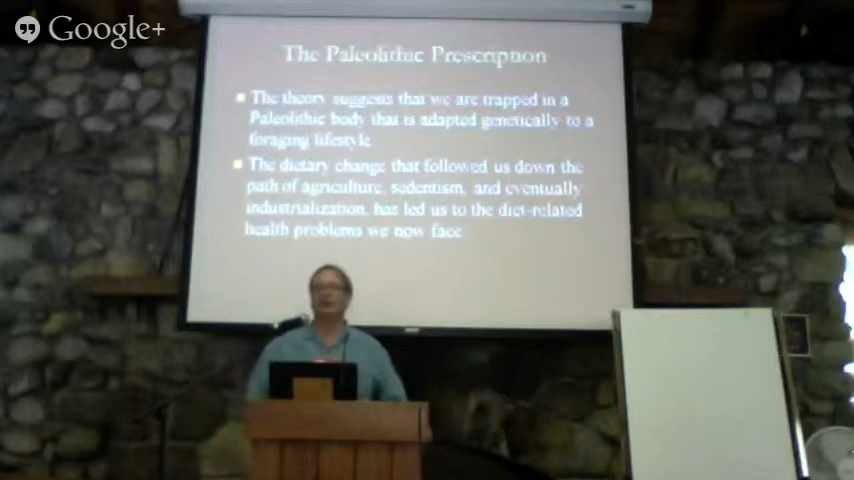 Google+
The Paleolithic Prescription
The theory suggests that we are trapped in a
Paleolithic body that is adapted genetically to a
foraging lifestyle.
The dietary change that followed us down the
path of agriculture, sedentism, and eventually
industrialization, has led us to the diet-related
health problems we now face.